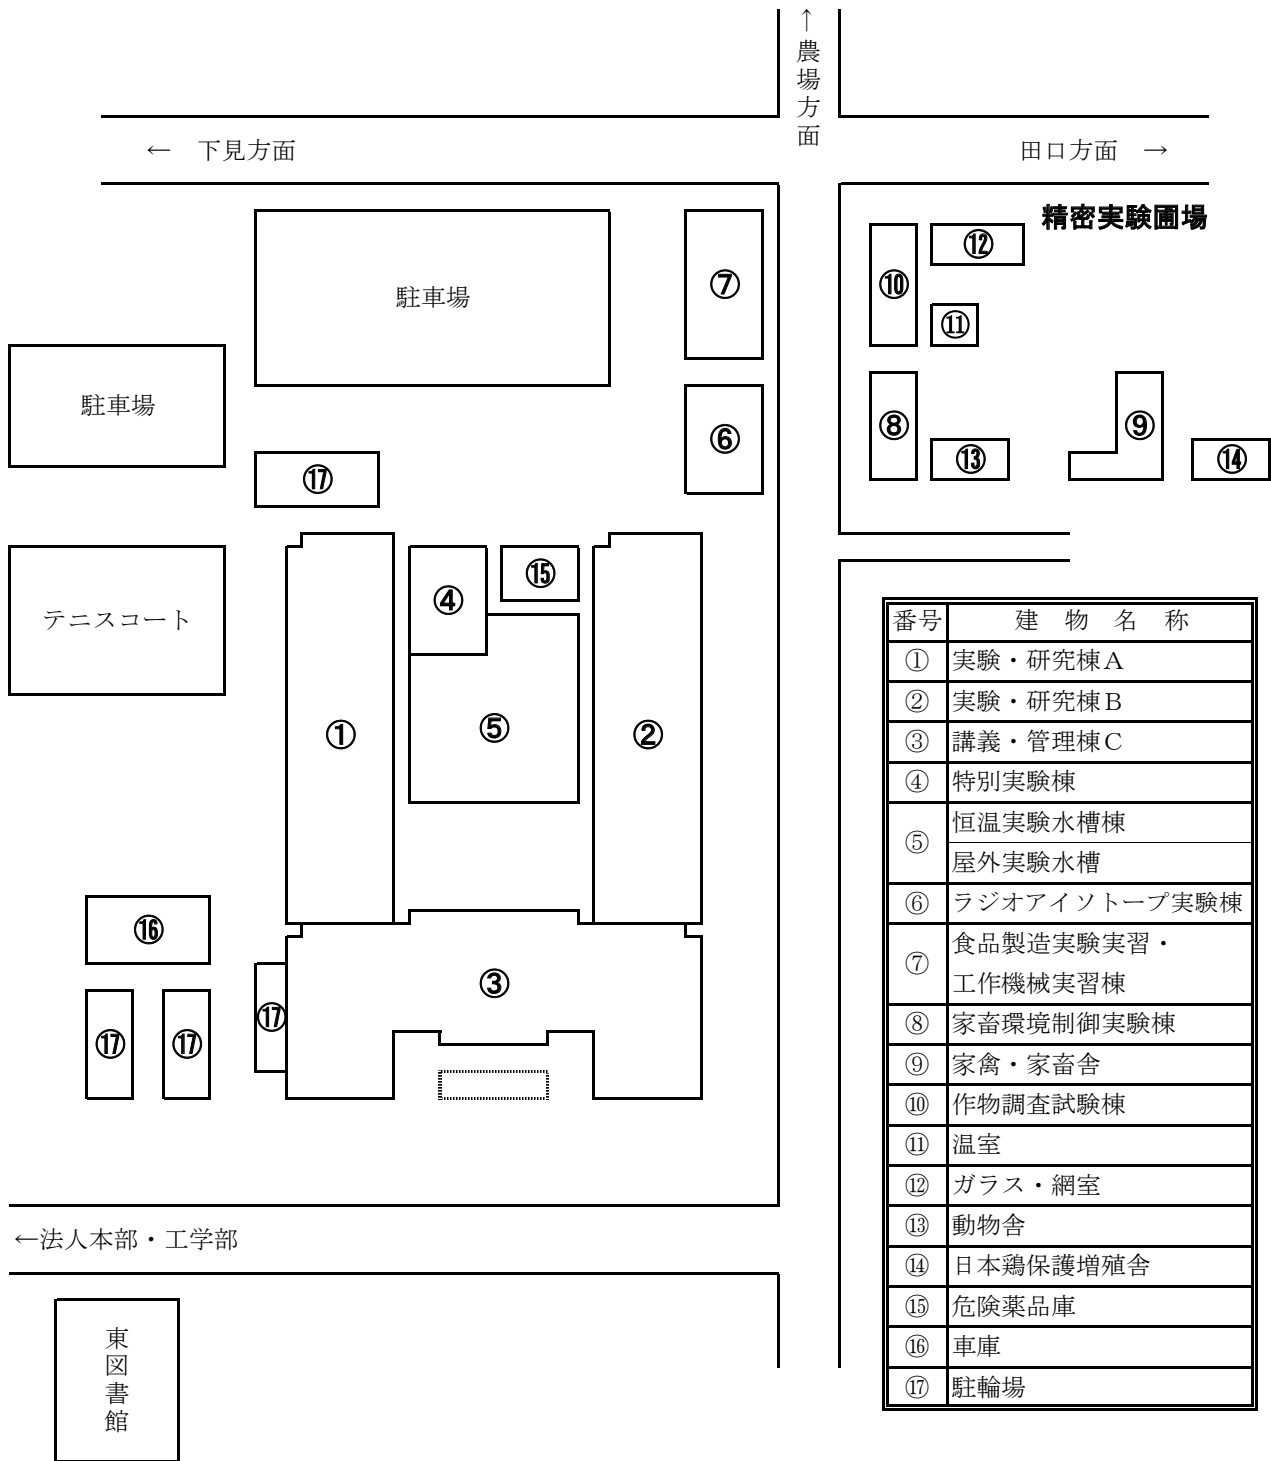 ↑農場方面
← 下見方面
田口方面 →
精密実験圃場
⑫
⑦
⑩
駐車場
⑪
駐車場
⑧
⑨
⑥
⑬
⑭
⑰
⑮
④
テニスコート
⑤
①
②
⑯
③
⑰
⑰
⑰
←法人本部・工学部
東図書館
番号 建物名称
① 実験・研究棟A
② 実験・研究棟B
③ 講義・管理棟C
④ 特別実験棟
⑤ 恒温実験水槽棟
屋外実験水槽
⑥ ラジオアイソトープ実験棟
⑦ 食品製造実験実習・
工作機械実習棟
⑧ 家畜環境制御実験棟
⑨ 家禽・家畜舎
⑩ 作物調査試験棟
⑪ 温室
⑫ ガラス・網室
⑬ 動物舎
⑭ 日本鶏保護増殖舎
⑮ 危険薬品庫
⑯ 車庫
⑰ 駐輪場